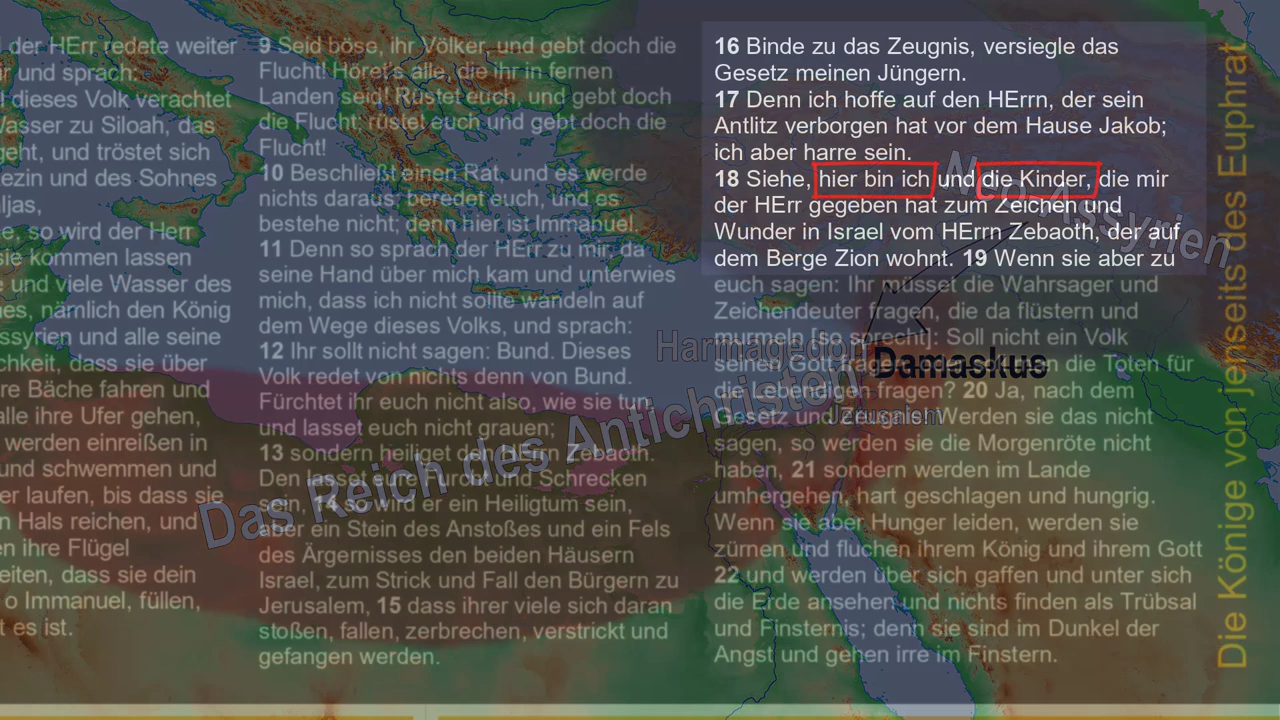 der HErr redete weiter
r und sprach:
dieses Volk verachtet
Wasser zu Siloah, das
geht, und tröstet sich
ezin und des Sohnes
ljas,
e, so wird der Herr
sie kommen lassen
e und viele Wasser des
es, nämlich den König
ssyrien und alle seine
chkeit, dass sie über
re Bäche fahren und
alle ihre Ufer gehen,
werden einreißen in
und schwemmen und
er laufen, bis dass sie
n Hals reichen, und
en ihre Flügel
eiten, dass sie dein
o Immanuel, füllen,
t es ist.
9 Seid böse, ihr Völker, und gebt doch die
Flucht! Höret's alle, die ihr in fernen
Landen seid! Rüstet euch, und gebt doch
die Flucht; rüstet euch und gebt doch die
Flucht!
10 Beschließt einen Rat, und es werde
nichts daraus; beredet euch, und es
bestehe nicht; denn hier ist Immanuel.
11 Denn so sprach der HErr zu mir, da
seine Hand über mich kam und unterwies
mich, dass ich nicht sollte wandeln auf
dem Wege dieses Volks, und sprach:
12 Ihr sollt nicht sagen: Bund. Dieses
Volk redet von nichts denn von Bund.
Fürchtet ihr euch nicht also, wie sie tun,
und lasset euch nicht grauen;
13 sondern heiliget den HErrn Zebaoth.
Den lasset eure Furcht und Schrecken
sein, 14 so wird er ein Heiligtum sein,
aber ein Stein des Anstoßes und ein Fels
des Ärgernisses den beiden Häusern
Israel, zum Strick und Fall den Bürgern zu
Jerusalem, 15 dass ihrer viele sich daran
stoßen, fallen, zerbrechen, verstrickt und
gefangen werden.
16 Binde zu das Zeugnis, versiegle das
Gesetz meinen Jüngern.
17 Denn ich hoffe auf den HErrn, der sein
Antlitz verborgen hat vor dem Hause Jakob;
ich aber harre sein.
18 Siehe, hier bin ich und die Kinder, die mir
der HErr gegeben hat zum Zeichen und
Wunder in Israel vom HErrn Zebaoth, der auf
dem Berge Zion wohnt. 19 Wenn sie aber zu
euch sagen: Ihr müsset die Wahrsager und
Zeichendeuter fragen, die da flüstern und
murmeln [so sprecht]: Soll nicht ein Volk
seinen Gott fragen die Toten für
die Lebendigen fragen? 20 Ja, nach dem
Gesetz und Zeugnis! Werden sie das nicht
sagen, so werden sie die Morgenröte nicht
haben, 21 sondern werden im Lande
umhergehen, hart geschlagen und hungrig.
Wenn sie aber Hunger leiden, werden sie
zürnen und fluchen ihrem König und ihrem Gott
22 und werden über sich gaffen und unter sich
die Erde ansehen und nichts finden als Trübsal
und Finsternis; denn sie sind im Dunkel der
Angst und gehen irre im Finstern.
Neo-Assyrien
Harmagedon
Damaskus
Jerusalem
Das Reich des Antichristen
Die Könige von jenseits des Euphrat